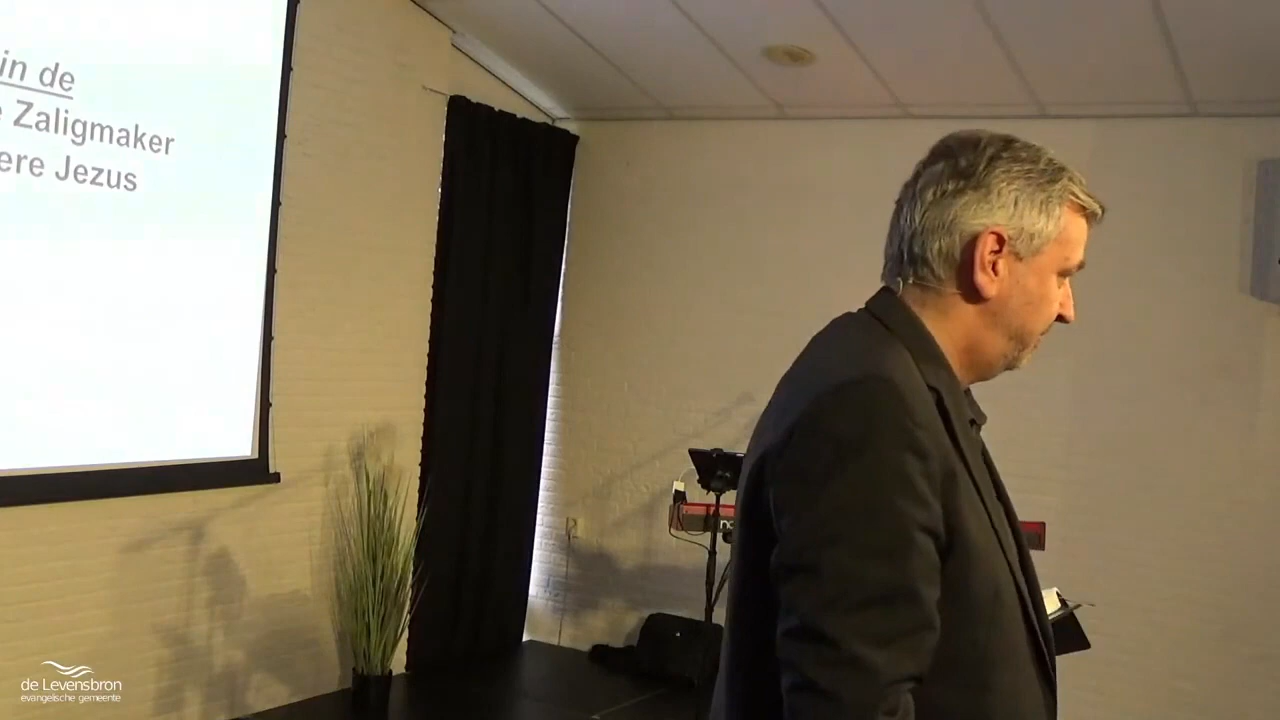 in de
Zaligmaker
ere Jezus
de Levensbron
evangelische gemeente